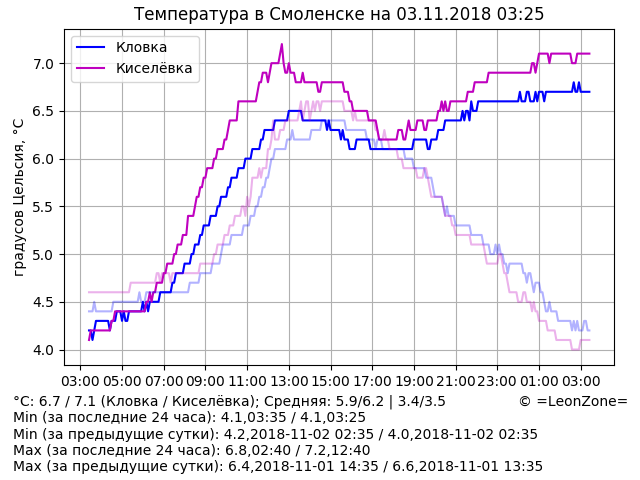 Температура в Смоленске на 03.11.2018 03:25
Кловка
Киселёвка
градусов Цельсия, °C
7.0
6.5
6.0
5.5
5.0
4.5
4.0
03:00 05:00 07:00 09:00 11:00 13:00 15:00 17:00 19:00 21:00 23:00 01:00 03:00
°C: 6.7 / 7.1 (Кловка / Киселёвка); Средняя: 5.9/6.2 | 3.4/3.5 © =LeonZone=
Min (за последние 24 часа): 4.1,03:35 / 4.1,03:25
Min (за предыдущие сутки): 4.2,2018-11-02 02:35 / 4.0,2018-11-02 02:35
Max (за последние 24 часа): 6.8,02:40 / 7.2,12:40
Max (за предыдущие сутки): 6.4,2018-11-01 14:35 / 6.6,2018-11-01 13:35